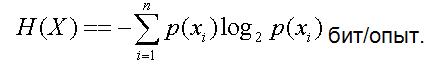 H(X) == -∑_{i=1}^{n} p(x_i) log_2 p(x_i) бит/опыт.